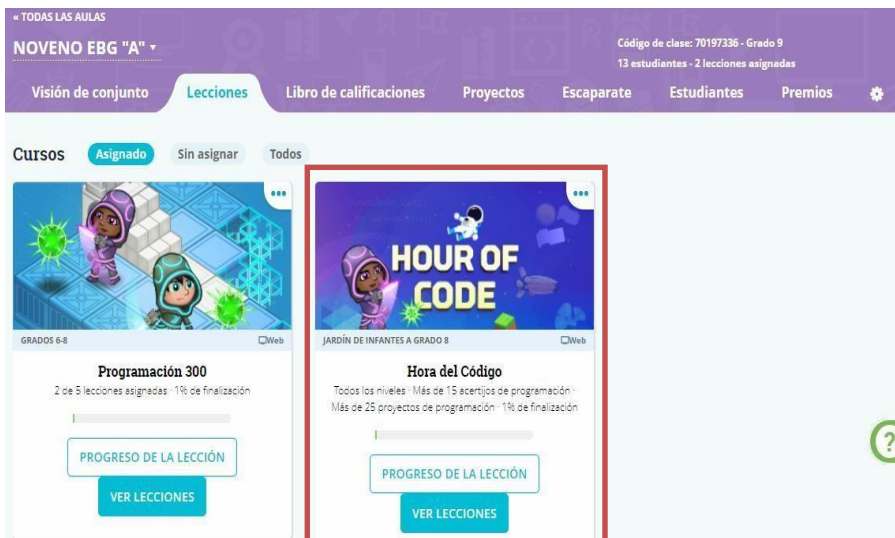 « TODAS LAS AULAS
NOVENO EBG "A"
Código de clase: 70197336 - Grado 9
13 estudiantes - 2 lecciones asignadas
Visión de conjunto Lecciones Libro de calificaciones Proyectos Escaparate Estudiantes Premios
Cursos Asignado Sin asignar Todos
HOUR OF
CODE
GRADOS 6-8 Web
JARDÍN DE INFANTES A GRADO 8 Web
Programación 300
2 de 5 lecciones asignadas · 1% de finalización
PROGRESO DE LA LECCIÓN
VER LECCIONES
Hora del Código
Todos los niveles · Más de 15 acertijos de programación ·
Más de 25 proyectos de programación · 1% de finalización
PROGRESO DE LA LECCIÓN
VER LECCIONES
?